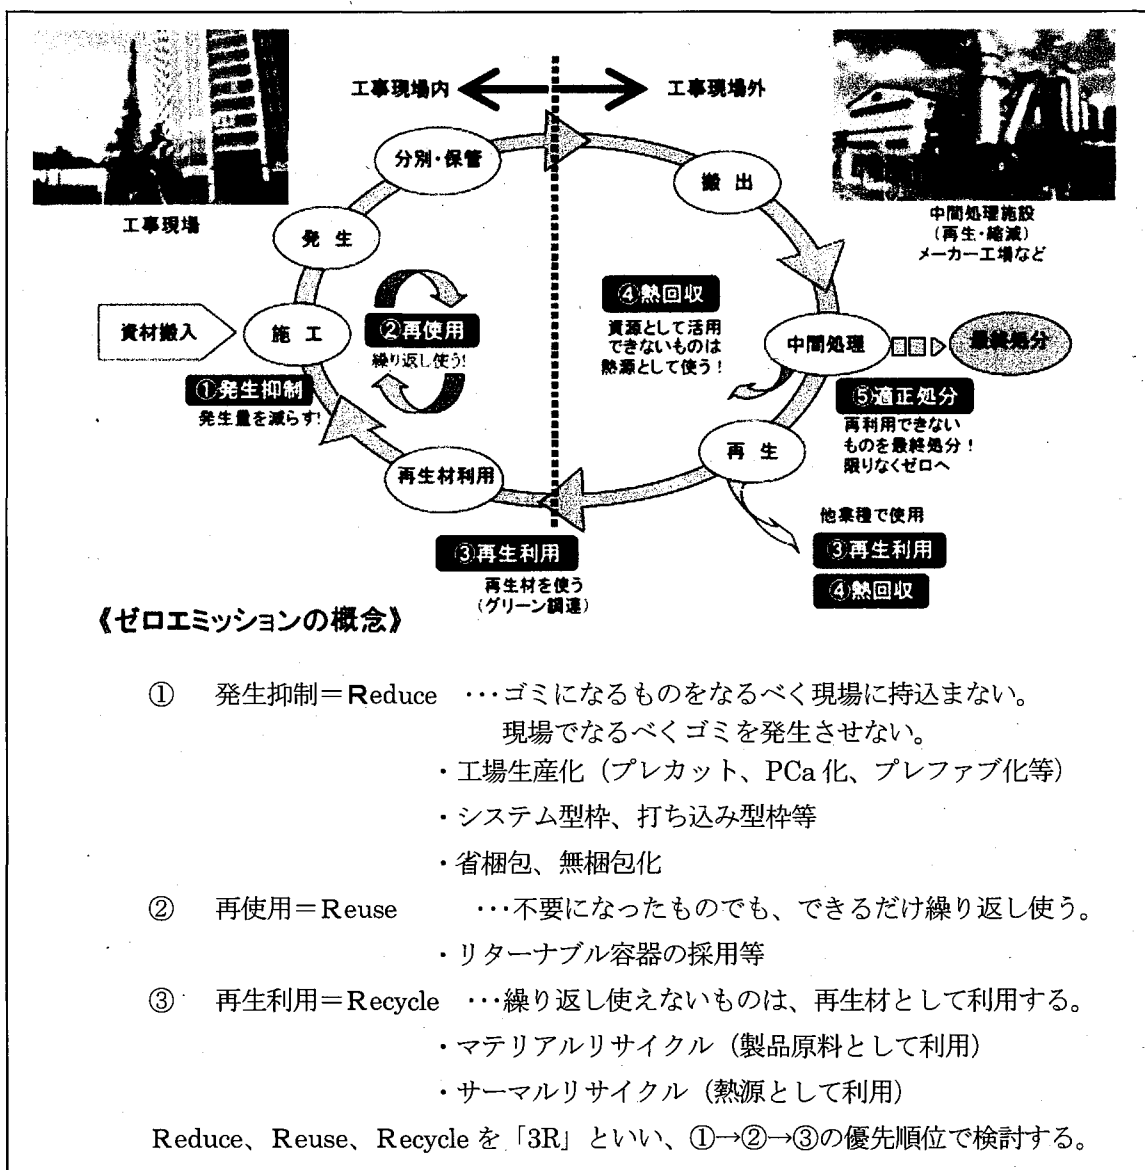 工事現場内
工事現場外
分別・保管
搬出
工事現場
中間処理施設
(再生・縮減)
メーカー工場など
発生
④熱回収
資源として活用
できないものは
熱源として使う!
資材搬入
施工
②再使用
繰り返し使う!
中間処理
最終処分
①発生抑制
発生量を減らす!
⑤適正処分
再利用できない
ものを最終処分!
限りなくゼロへ
再生材利用
再生
他業種で使用
③再生利用
④熱回収
③再生利用
再生材を使う
(グリーン調達)
《ゼロエミッションの概念》
① 発生抑制=Reduce …ゴミになるものをなるべく現場に持込まない。
現場でなるべくゴミを発生させない。
・工場生産化(プレカット、PCa化、プレファブ化等)
・システム型枠、打ち込み型枠等
・省梱包、無梱包化
② 再使用=Reuse …不要になったものでも、できるだけ繰り返し使う。
・リターナブル容器の採用等
③ 再生利用=Recycle …繰り返し使えないものは、再生材として利用する。
・マテリアルリサイクル(製品原料として利用)
・サーマルリサイクル(熱源として利用)
Reduce、Reuse、Recycleを「3R」といい、①→②→③の優先順位で検討する。